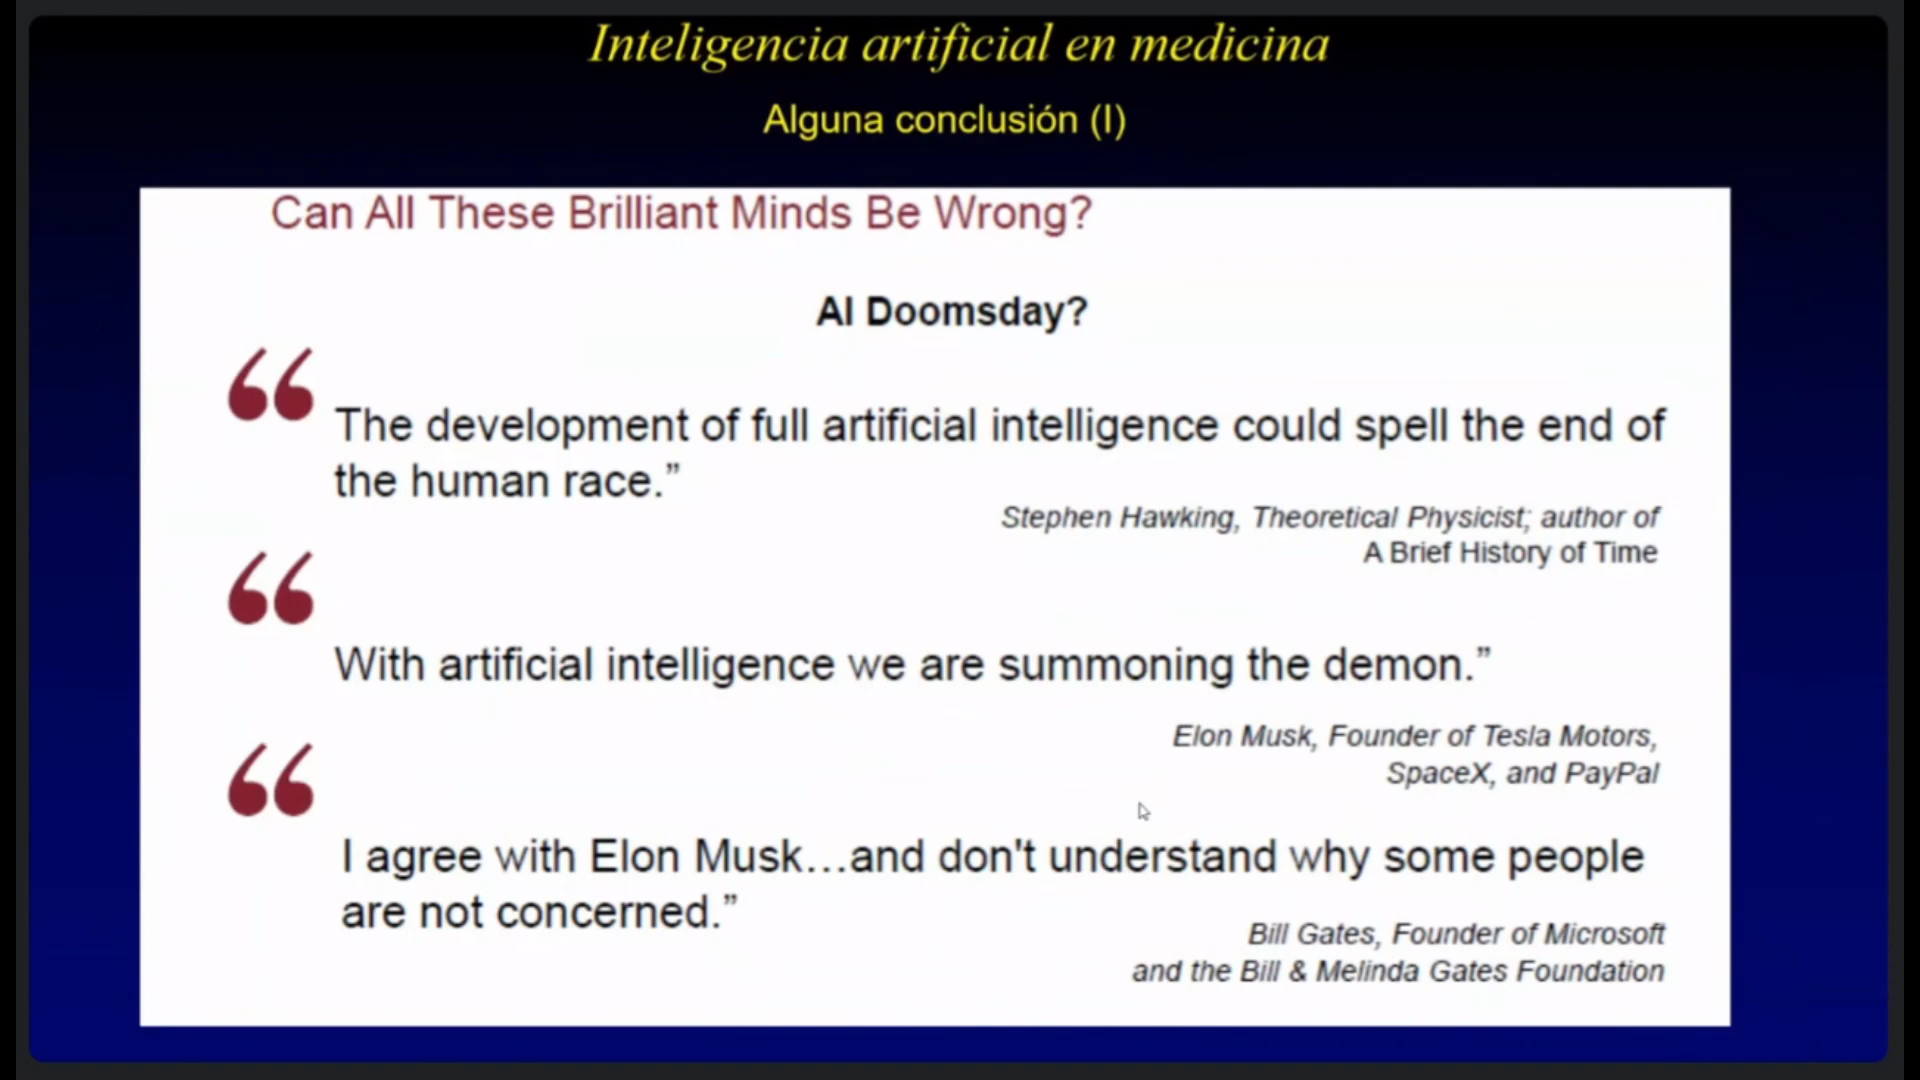 Inteligencia artificial en medicina
Alguna conclusión (I)
Can All These Brilliant Minds Be Wrong?
AI Doomsday?
“The development of full artificial intelligence could spell the end of
the human race.”
Stephen Hawking, Theoretical Physicist; author of
A Brief History of Time
“With artificial intelligence we are summoning the demon.”
Elon Musk, Founder of Tesla Motors,
SpaceX, and PayPal
“I agree with Elon Musk...and don't understand why some people
are not concerned.”
Bill Gates, Founder of Microsoft
and the Bill & Melinda Gates Foundation